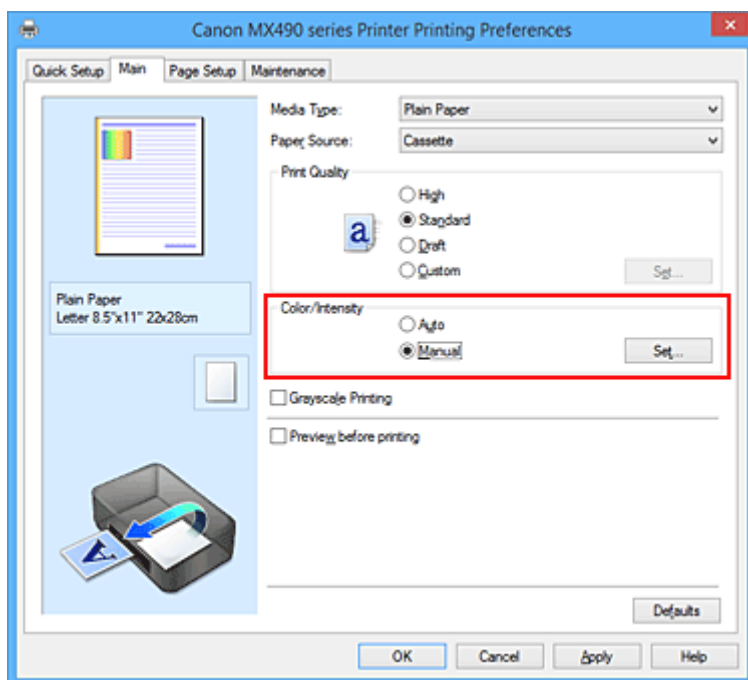 Canon MX490 series Printer Printing Preferences
Quick Setup Main Page Setup Maintenance
Media Type: Plain Paper
Paper Source: Cassette
Print Quality
High
Standard
Draft
Custom Set...
a
Plain Paper
Letter 8.5"x11" 22x28cm
Color/Intensity
Auto
Manual Set...
Grayscale Printing
Preview before printing
A
Defaults
OK Cancel Apply Help